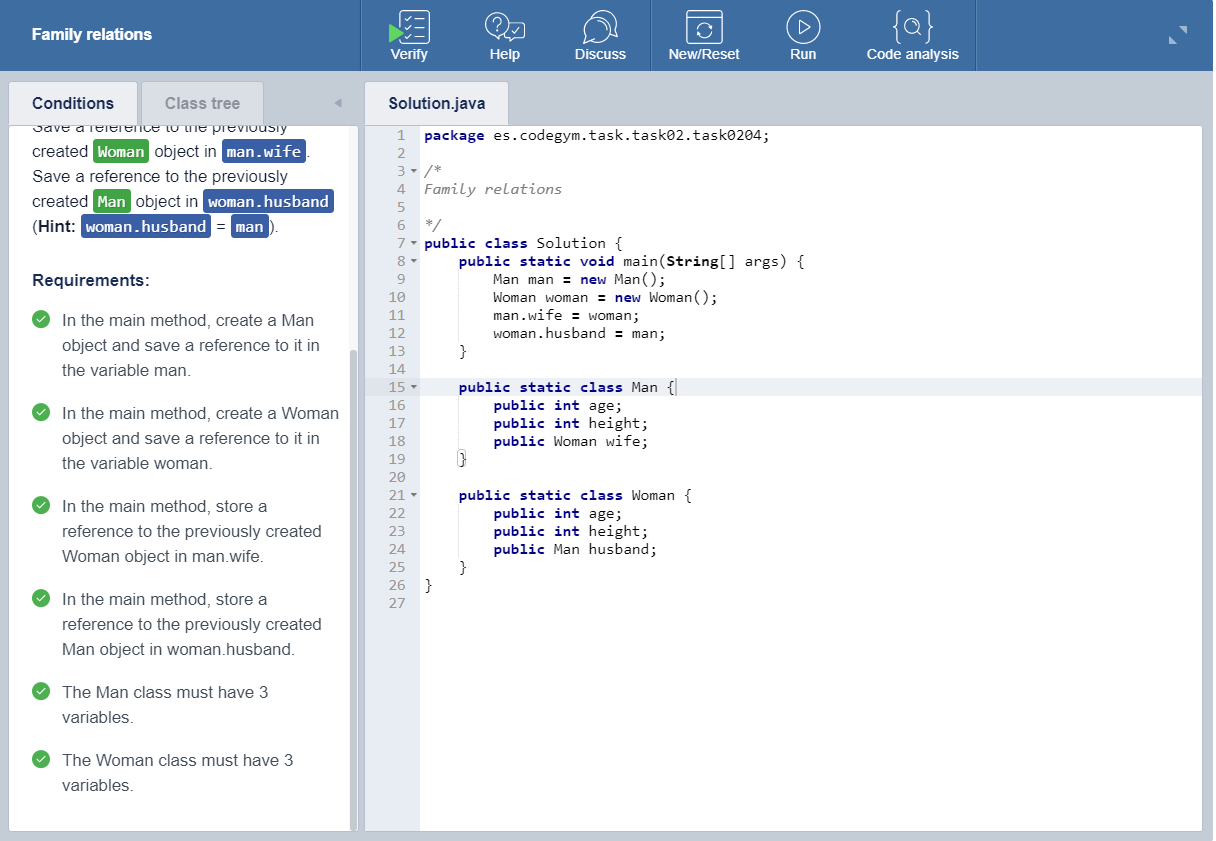 Family relations
Verify
Help
Discuss
New/Reset
Run
Code analysis
Conditions
Class tree
Solution.java
Save a reference to the previously
created Woman object in man.wife.
Save a reference to the previously
created Man object in woman.husband
(Hint: woman.husband = man).
Requirements:
In the main method, create a Man
object and save a reference to it in
the variable man.
In the main method, create a Woman
object and save a reference to it in
the variable woman.
In the main method, store a
reference to the previously created
Woman object in man.wife.
In the main method, store a
reference to the previously created
Man object in woman.husband.
The Man class must have 3
variables.
The Woman class must have 3
variables.
1 package es.codegym.task.task02.task0204;
2
3 /*
4 Family relations
5
6 */
7 public class Solution {
8 public static void main(String[] args) {
9 Man man = new Man();
10 Woman woman = new Woman();
11 man.wife = woman;
12 woman.husband = man;
13 }
14
15 public static class Man {
16 public int age;
17 public int height;
18 public Woman wife;
19 }
20
21 public static class Woman {
22 public int age;
23 public int height;
24 public Man husband;
25 }
26 }
27